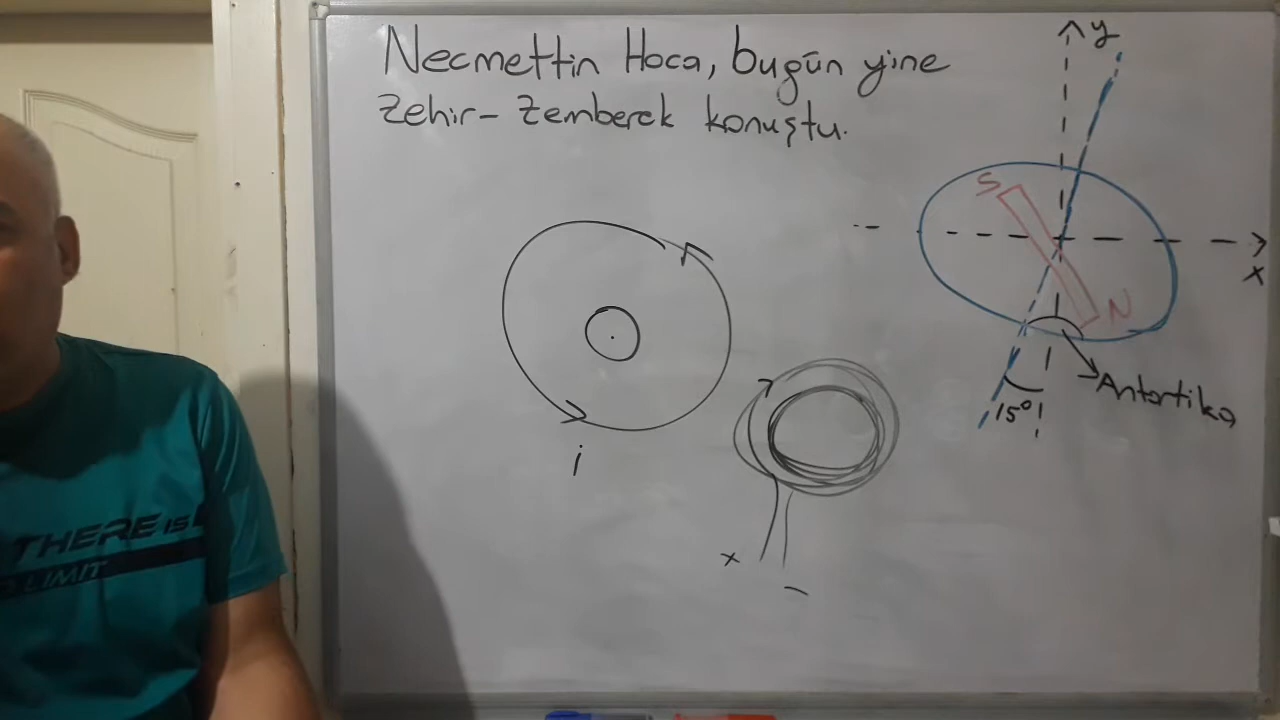 Necmettin Hoca, bugün yine
Zehir-Zemberek konuştu.
y
S
x
N
Antartika
15°
i
+
-
THERE IS
LIMIT